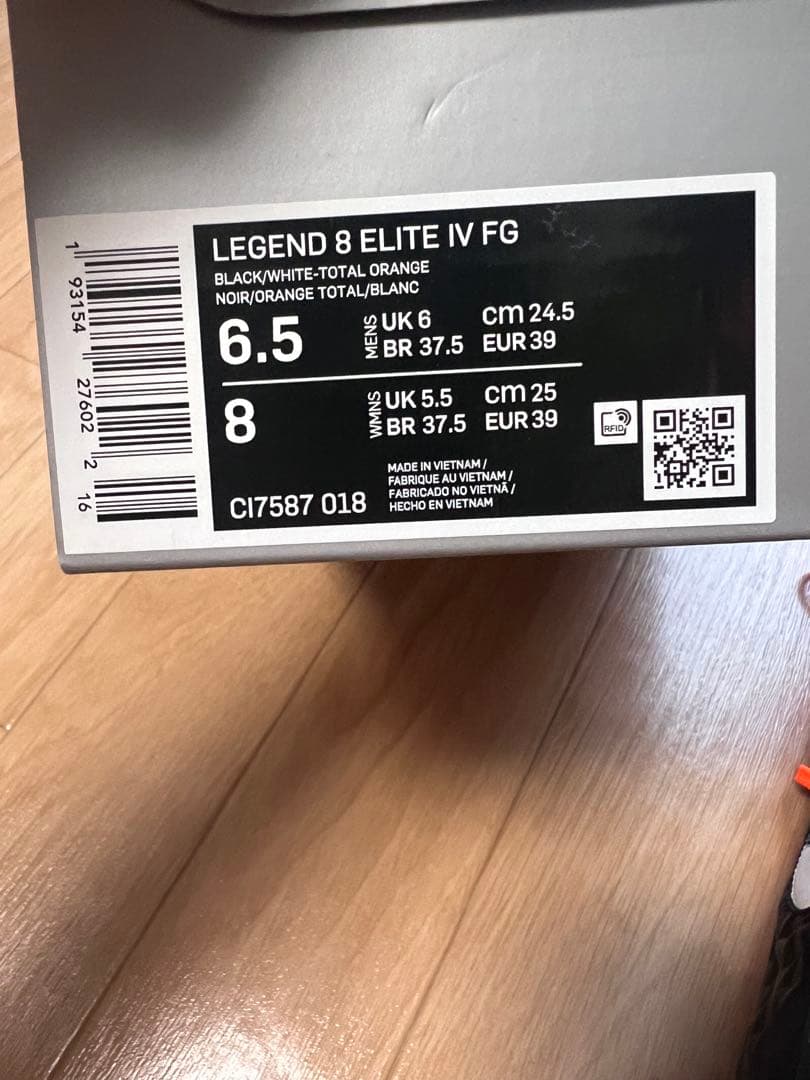 LEGEND 8 ELITE IV FG
BLACK/WHITE-TOTAL ORANGE
NOIR/ORANGE TOTAL/BLANC
6.5 MENS UK 6 cm 24.5
BR 37.5 EUR 39
8 WMNS UK 5.5 cm 25
BR 37.5 EUR 39
RFID
CI7587 018
MADE IN VIETNAM /
FABRIQUE AU VIETNAM /
FABRICADO NO VIETNÃ /
HECHO EN VIETNAM
1 93154 27602 2 16